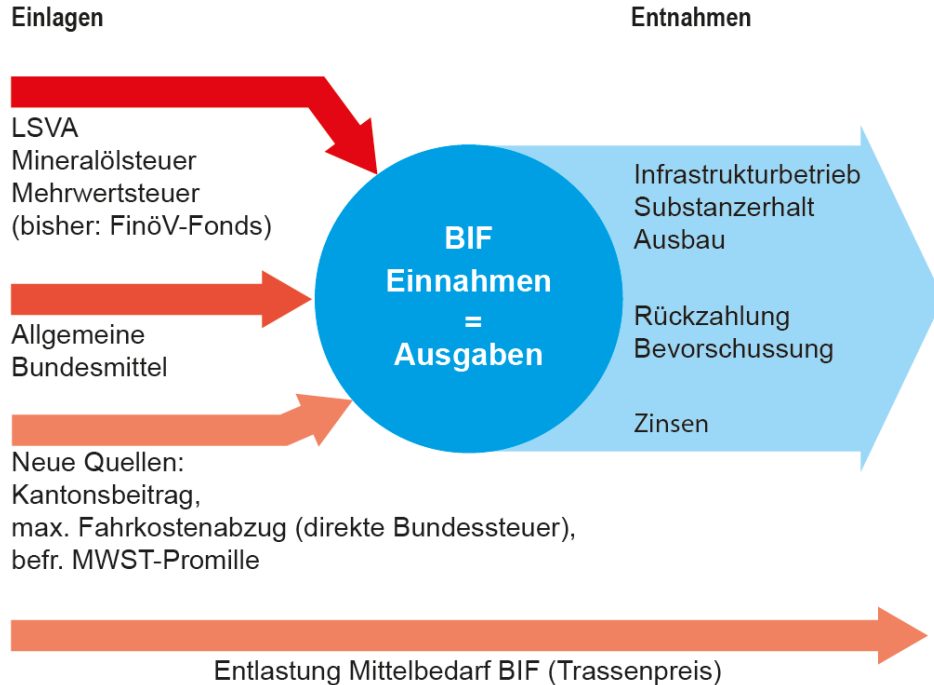 Einlagen
Entnahmen
LSVA
Mineralölsteuer
Mehrwertsteuer
(bisher: FinöV-Fonds)
Allgemeine
Bundesmittel
Neue Quellen:
Kantonsbeitrag,
max. Fahrkostenabzug (direkte Bundessteuer),
befr. MWST-Promille
BIF
Einnahmen
=
Ausgaben
Infrastrukturbetrieb
Substanzerhalt
Ausbau
Rückzahlung
Bevorschussung
Zinsen
Entlastung Mittelbedarf BIF (Trassenpreis)